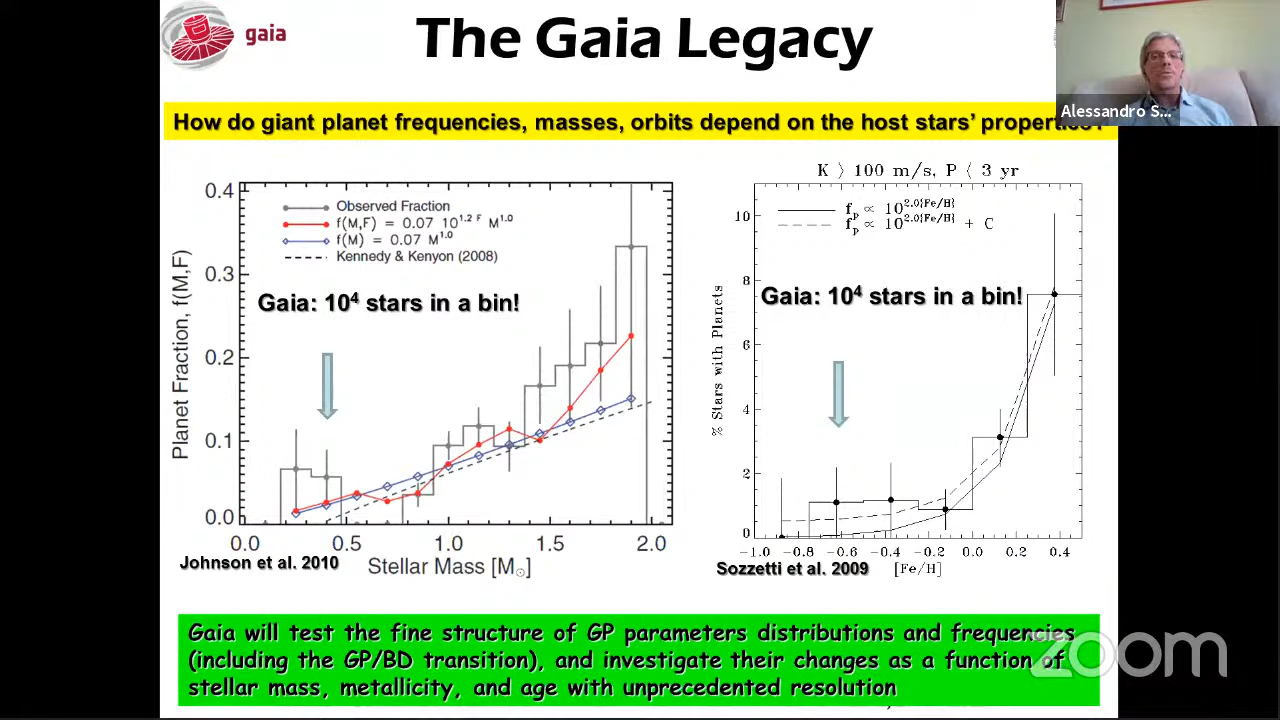 gaia
The Gaia Legacy
Alessandro S...
How do giant planet frequencies, masses, orbits depend on the host stars' properties?
Observed Fraction
f(M,F) = 0.07 10^1.2 F M^1.0
f(M) = 0.07 M^1.0
Kennedy & Kenyon (2008)
Gaia: 10^4 stars in a bin!
Planet Fraction, f(M,F)
0.4
0.3
0.2
0.1
0.0
0.0 0.5 1.0 1.5 2.0
Johnson et al. 2010
Stellar Mass [M☉]
K > 100 m/s, P < 3 yr
f_p ∝ 10^2.0{Fe/H}
f_p ∝ 10^2.0{Fe/H} + C
Gaia: 10^4 stars in a bin!
% Stars with Planets
10
8
6
4
2
0
-1.0 -0.8 -0.6 -0.4 -0.2 0.0 0.2 0.4
Sozzetti et al. 2009
[Fe/H]
Gaia will test the fine structure of GP parameters distributions and frequencies
(including the GP/BD transition), and investigate their changes as a function of
stellar mass, metallicity, and age with unprecedented resolution
zoom